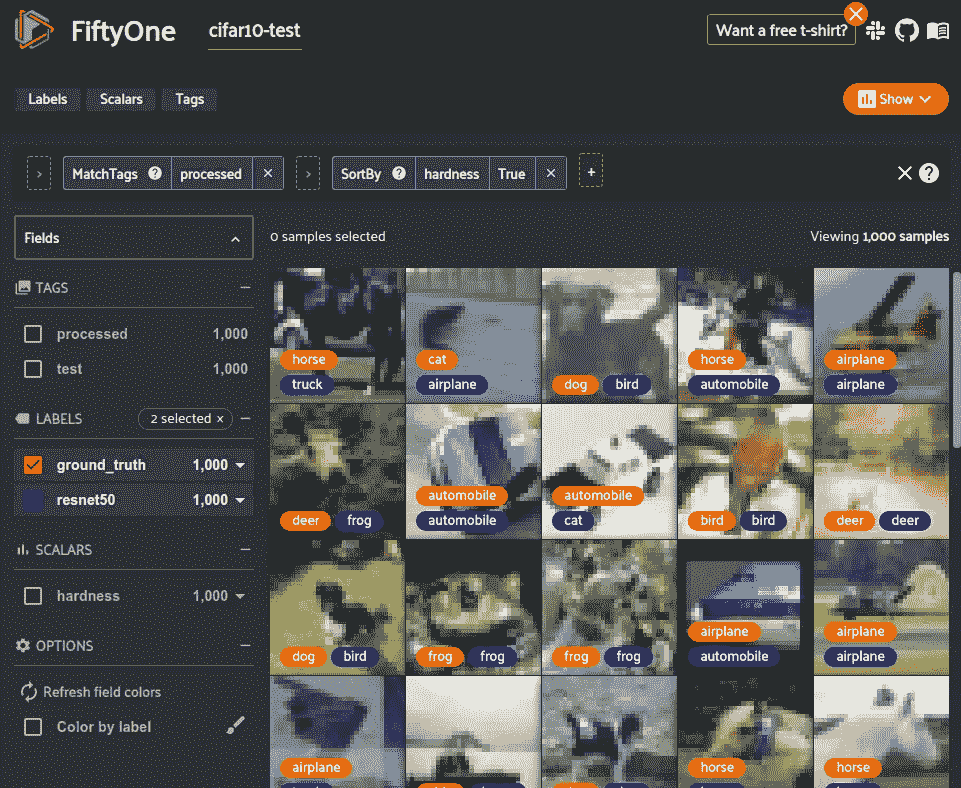 FiftyOne
cifar10-test
Want a free t-shirt?
Labels
Scalars
Tags
Show
MatchTags ? processed ×
SortBy ? hardness True ×
+
× ?
Fields
0 samples selected
Viewing 1,000 samples
TAGS
processed 1,000
test 1,000
LABELS 2 selected ×
ground_truth 1,000
resnet50 1,000
SCALARS
hardness 1,000
OPTIONS
Refresh field colors
Color by label
horse
truck
cat
airplane
dog bird
horse
automobile
airplane
airplane
deer frog
automobile
automobile
automobile
cat
bird bird
deer deer
dog bird
frog frog
frog frog
airplane
automobile
airplane
airplane
airplane
horse
horse